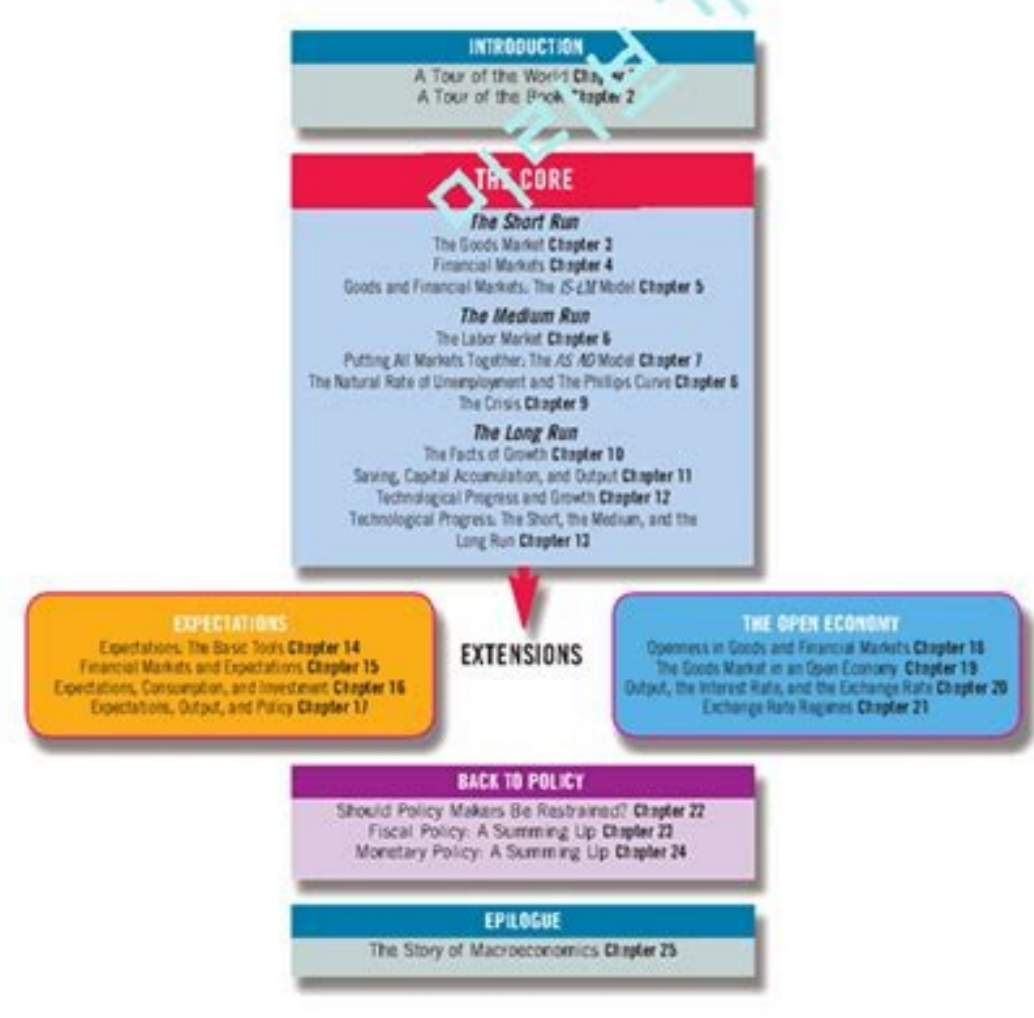 INTRODUCTION
A Tour of the World
A Tour of the Book Chapter 2
THE CORE
The Short Run
The Goods Market Chapter 3
Financial Markets Chapter 4
Goods and Financial Markets: The IS-LM Model Chapter 5
The Medium Run
The Labor Market Chapter 6
Putting All Markets Together: The AS AD Model Chapter 7
The Natural Rate of Unemployment and The Phillips Curve Chapter 8
The Crisis Chapter 9
The Long Run
The Facts of Growth Chapter 10
Saving, Capital Accumulation, and Output Chapter 11
Technological Progress and Growth Chapter 12
Technological Progress: The Short, the Medium, and the
Long Run Chapter 13
EXPECTATIONS
Expectations: The Basic Tools Chapter 14
Financial Markets and Expectations Chapter 15
Expectations, Consumption, and Investment Chapter 16
Expectations, Output, and Policy Chapter 17
EXTENSIONS
THE OPEN ECONOMY
Openness in Goods and Financial Markets Chapter 18
The Goods Market in an Open Economy Chapter 19
Output, the Interest Rate, and the Exchange Rate Chapter 20
Exchange Rate Regimes Chapter 21
BACK TO POLICY
Should Policy Makers Be Restrained? Chapter 22
Fiscal Policy: A Summing Up Chapter 23
Monetary Policy: A Summing Up Chapter 24
EPILOGUE
The Story of Macroeconomics Chapter 25